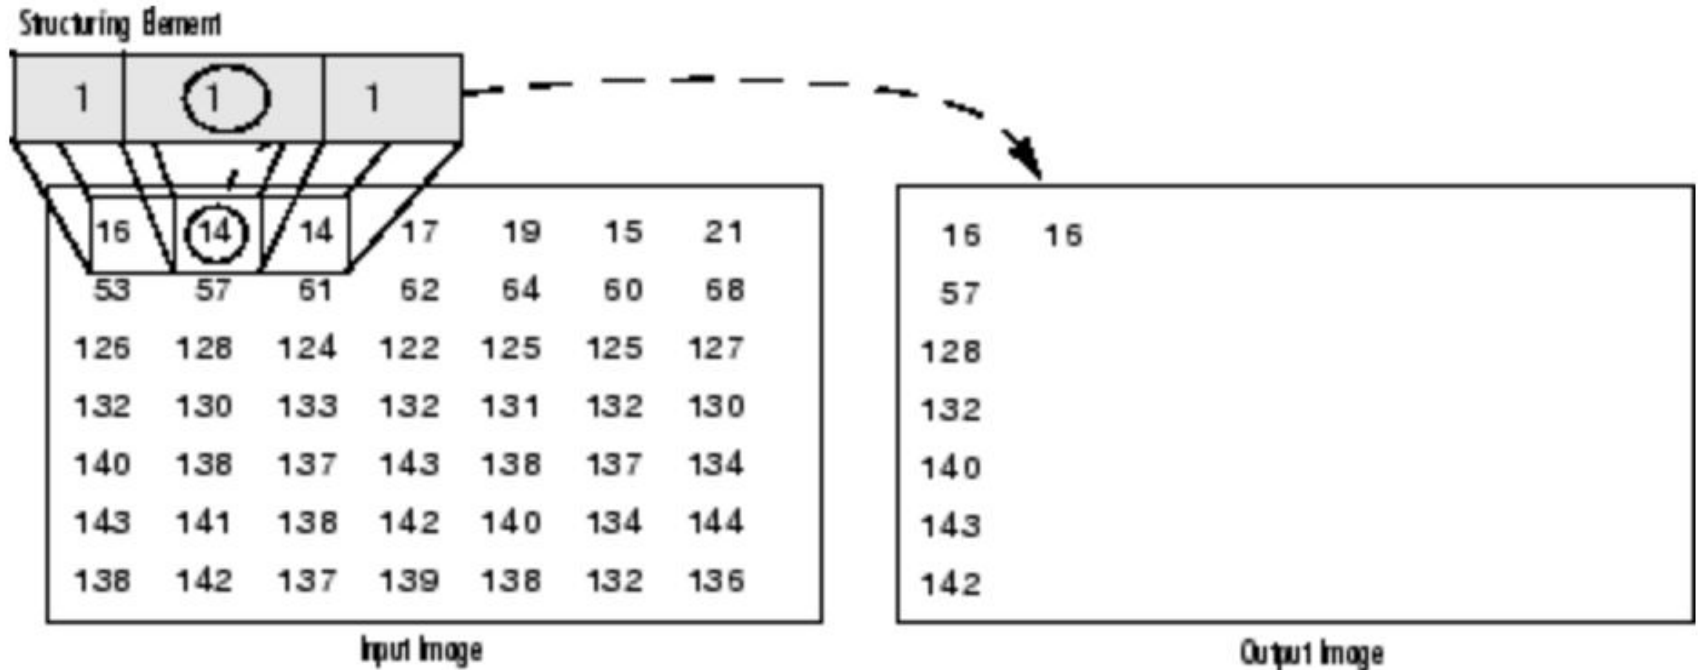 Structuring Element
1 1 1
16 14 14 17 19 15 21
53 57 61 62 64 60 68
126 128 124 122 125 125 127
132 130 133 132 131 132 130
140 138 137 143 138 137 134
143 141 138 142 140 134 144
138 142 137 139 138 132 136
Input Image
16 16
57
128
132
140
143
142
Output Image